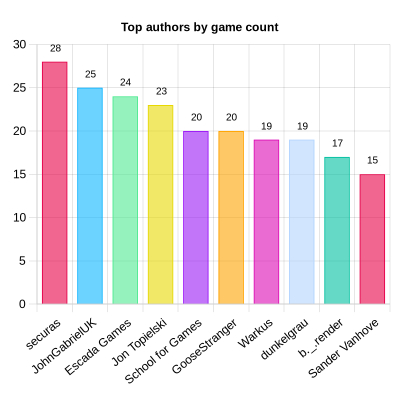 Top authors by game count
30
25
20
15
10
5
0
28
25
24
23
20
20
19
19
17
15
securas
JohnGabrielUK
Escada Games
Jon Topielski
School for Games
GooseStranger
Warkus
dunkelgrau
b._.render
Sander Vanhove